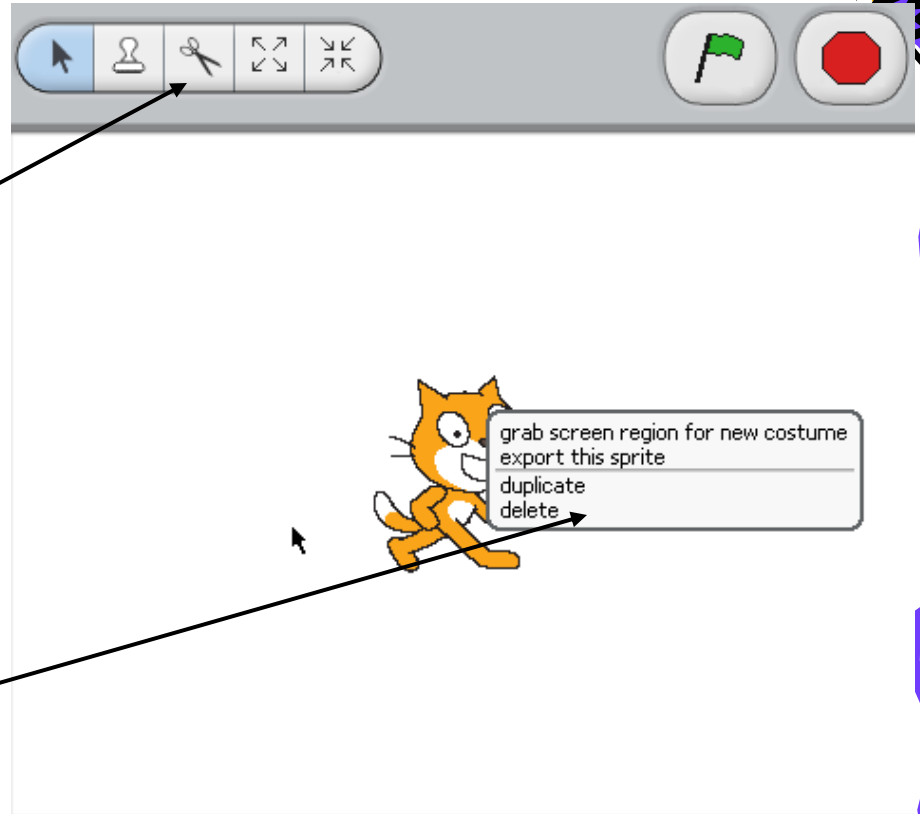 grab screen region for new costume
export this sprite
duplicate
delete